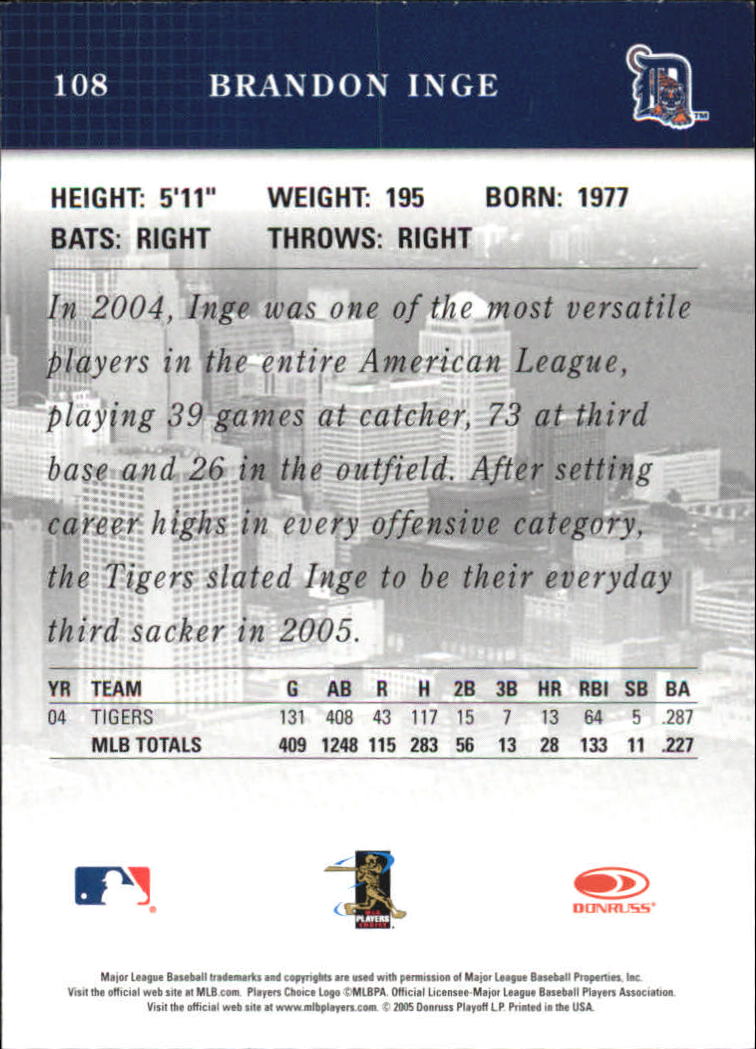 108 BRANDON INGE
D TM
HEIGHT: 5'11" WEIGHT: 195 BORN: 1977
BATS: RIGHT THROWS: RIGHT
In 2004, Inge was one of the most versatile
players in the entire American League,
playing 39 games at catcher, 73 at third
base and 26 in the outfield. After setting
career highs in every offensive category,
the Tigers slated Inge to be their everyday
third sacker in 2005.
YR TEAM G AB R H 2B 3B HR RBI SB BA
04 TIGERS 131 408 43 117 15 7 13 64 5 .287
MLB TOTALS 409 1248 115 283 56 13 28 133 11 .227
MLB
PLAYERS
CHOICE
DONRUSS®
Major League Baseball trademarks and copyrights are used with permission of Major League Baseball Properties, Inc.
Visit the official web site at MLB.com. Players Choice Logo ©MLBPA. Official Licensee-Major League Baseball Players Association.
Visit the official web site at www.mlbplayers.com. © 2005 Donruss Playoff L.P. Printed in the USA.